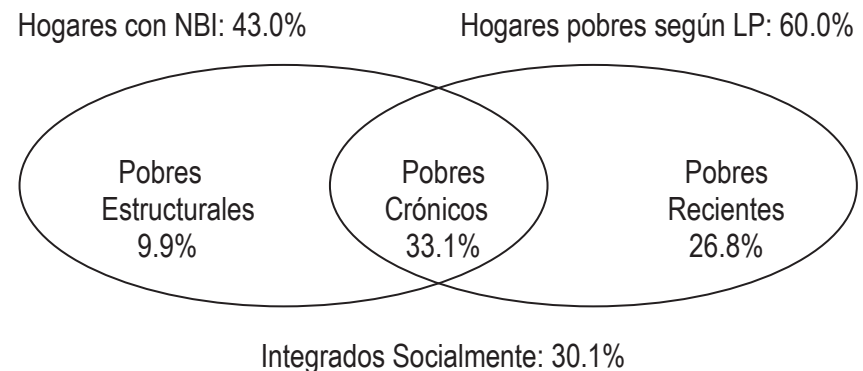 Hogares con NBI: 43.0%
Hogares pobres según LP: 60.0%
Pobres
Estructurales
9.9%
Pobres
Crónicos
33.1%
Pobres
Recientes
26.8%
Integrados Socialmente: 30.1%